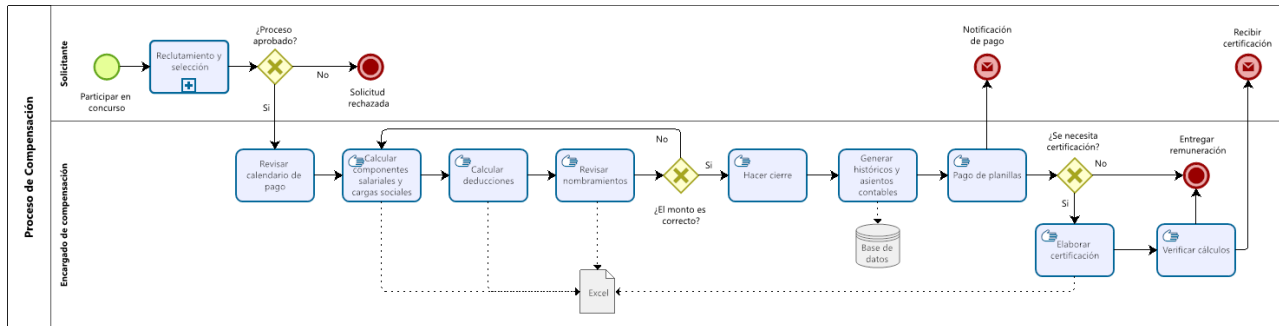 Proceso de Compensación
Solicitante
Participar en
concurso
Reclutamiento y
selección
¿Proceso
aprobado?
No
Si
Solicitud
rechazada
Notificación
de pago
Recibir
certificación
Encargado de compensación
Revisar
calendario de
pago
Calcular
componentes
salariales y
cargas sociales
Calcular
deducciones
Revisar
nombramientos
No
Si
¿El monto es
correcto?
Hacer cierre
Generar
históricos y
asientos
contables
Pago de planillas
¿Se necesita
certificación?
No
Si
Entregar
remuneración
Elaborar
certificación
Verificar cálculos
Base de
datos
Excel